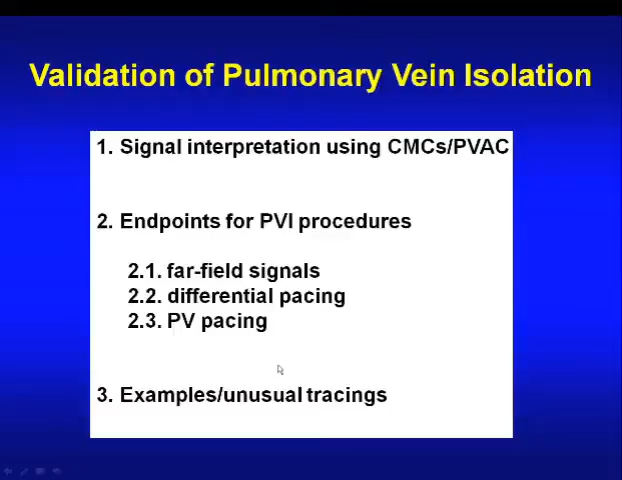 Validation of Pulmonary Vein Isolation
1. Signal interpretation using CMCs/PVAC
2. Endpoints for PVI procedures
2.1. far-field signals
2.2. differential pacing
2.3. PV pacing
3. Examples/unusual tracings